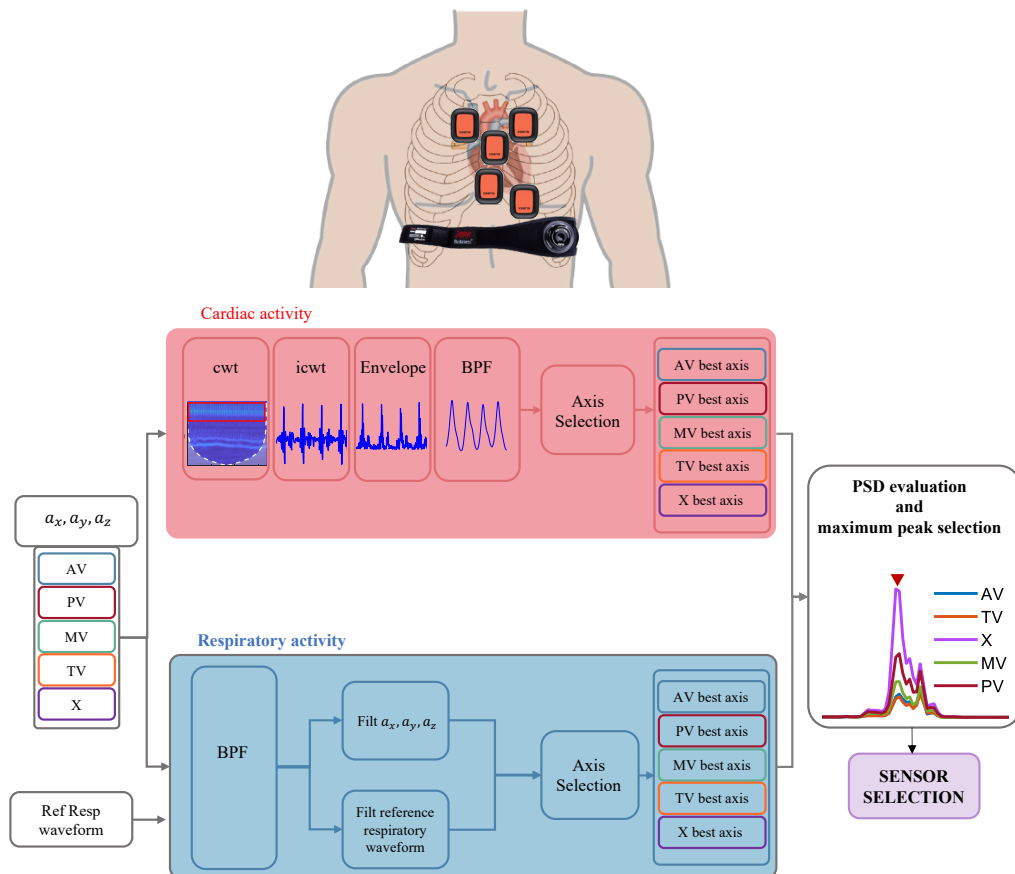 Cardiac activity
cwt
icwt
Envelope
BPF
Axis
Selection
AV best axis
PV best axis
MV best axis
TV best axis
X best axis
a_x, a_y, a_z
AV
PV
MV
TV
X
Ref Resp
waveform
Respiratory activity
BPF
Filt a_x, a_y, a_z
Filt reference
respiratory
waveform
Axis
Selection
AV best axis
PV best axis
MV best axis
TV best axis
X best axis
PSD evaluation
and
maximum peak selection
AV
TV
X
MV
PV
SENSOR
SELECTION